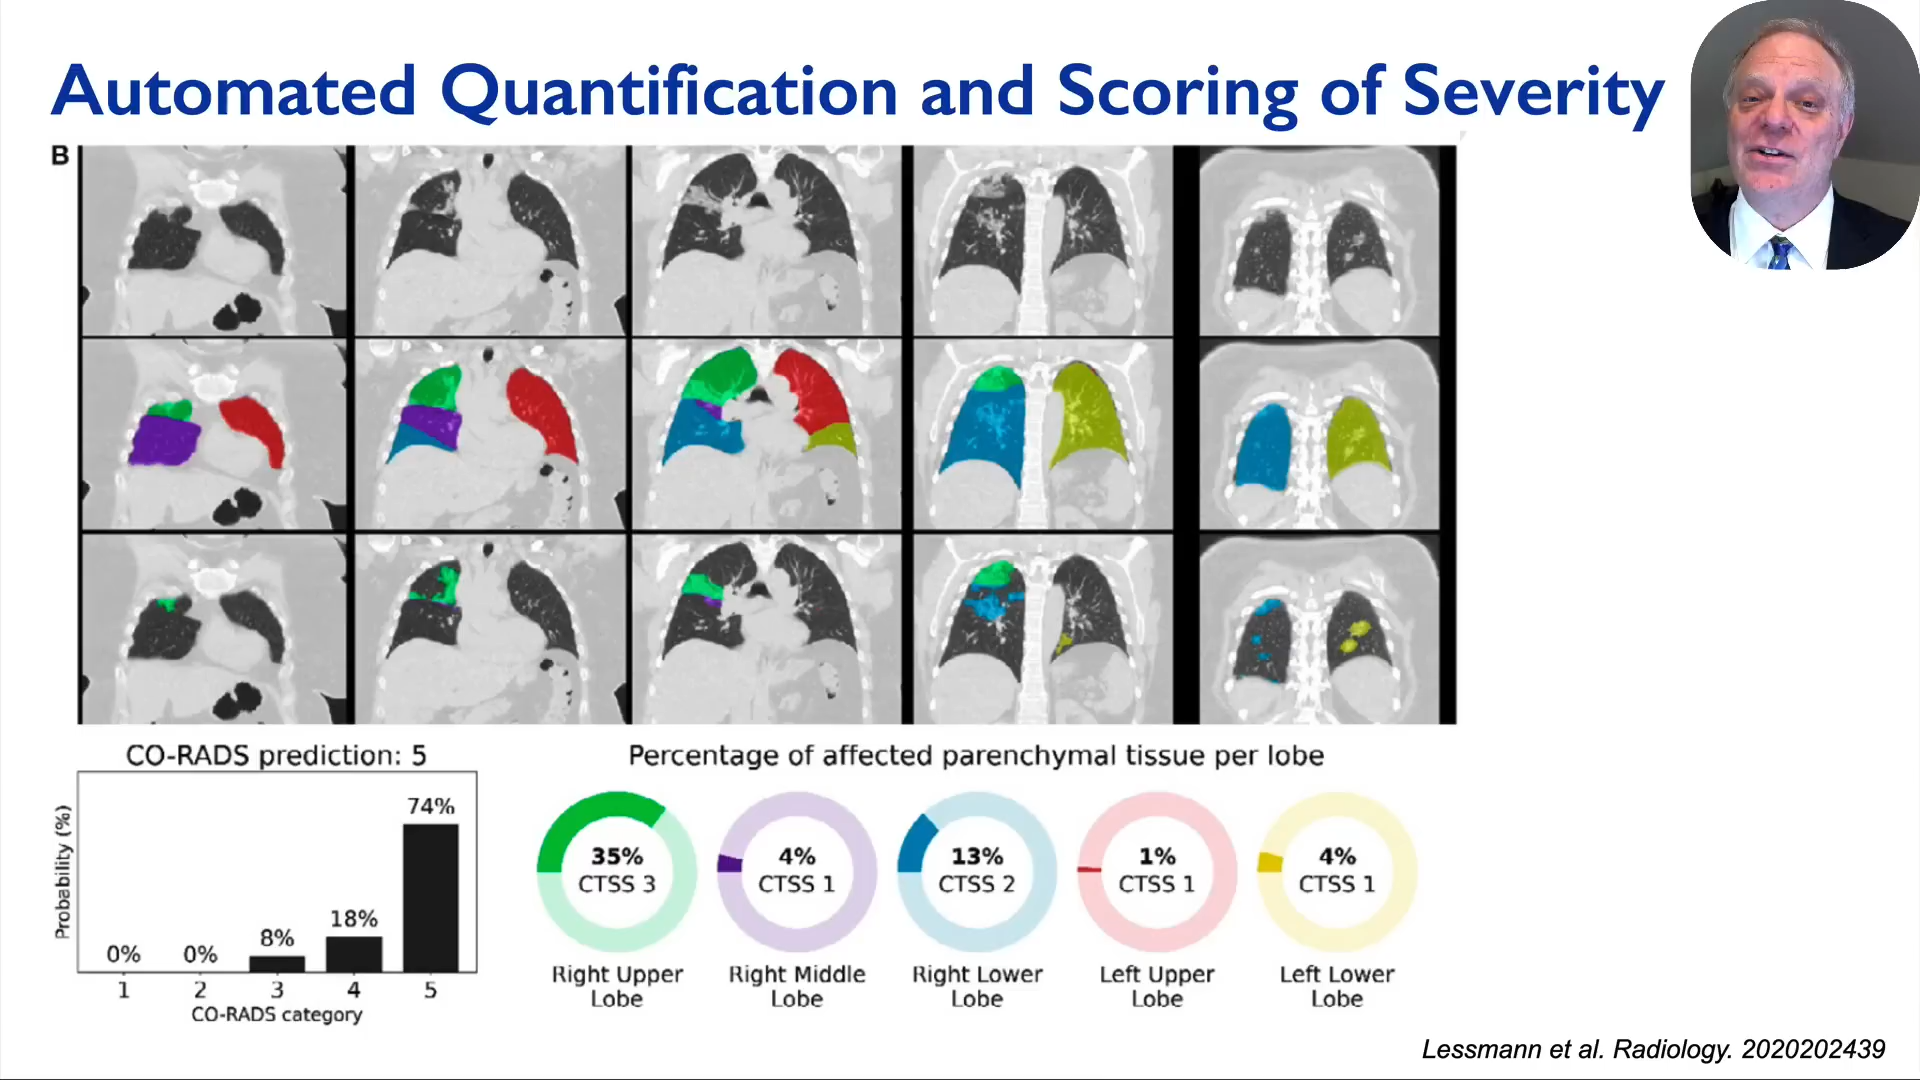 Automated Quantification and Scoring of Severity
B
CO-RADS prediction: 5
Probability (%)
0%
0%
8%
18%
74%
1
2
3
4
5
CO-RADS category
Percentage of affected parenchymal tissue per lobe
35%
CTSS 3
Right Upper
Lobe
4%
CTSS 1
Right Middle
Lobe
13%
CTSS 2
Right Lower
Lobe
1%
CTSS 1
Left Upper
Lobe
4%
CTSS 1
Left Lower
Lobe
Lessmann et al. Radiology. 2020202439